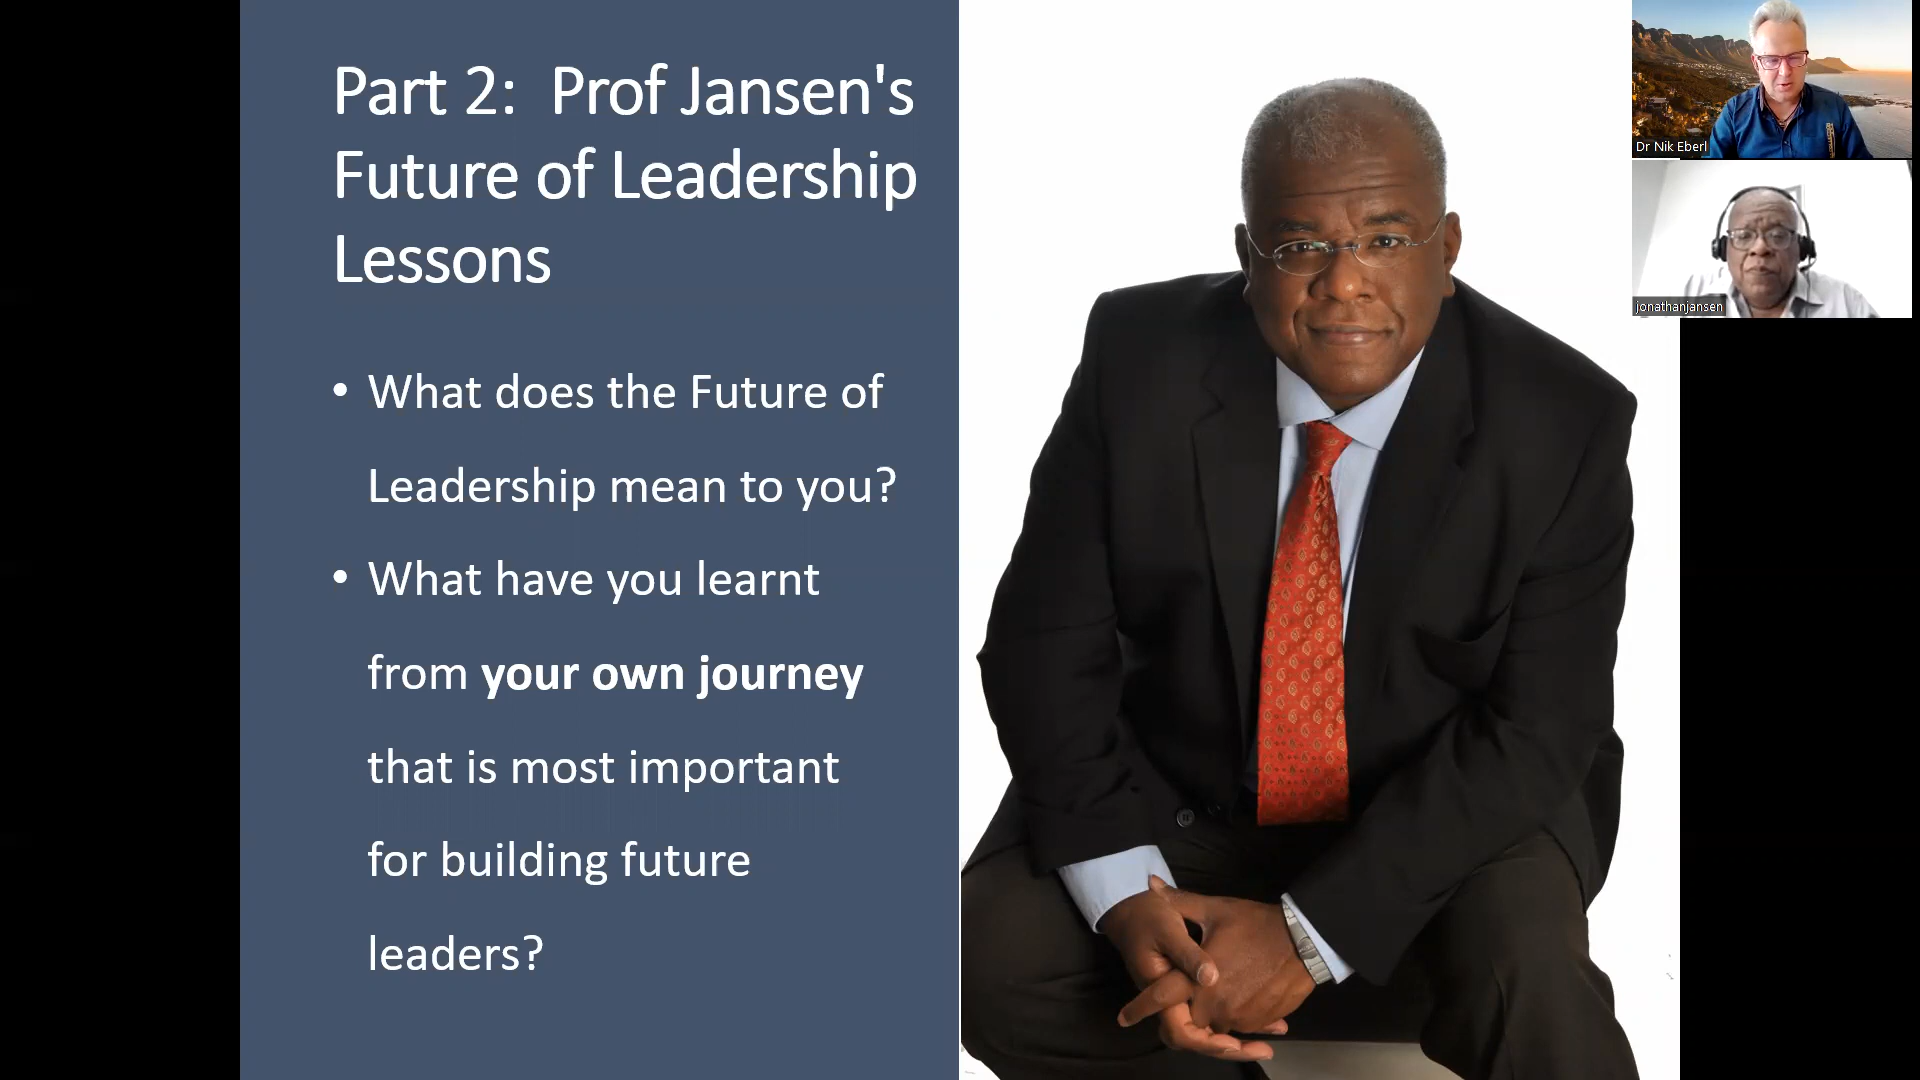 Part 2:  Prof Jansen's
Future of Leadership
Lessons
• What does the Future of
Leadership mean to you?
• What have you learnt
from your own journey
that is most important
for building future
leaders?
Dr Nik Eberl
jonathanjansen